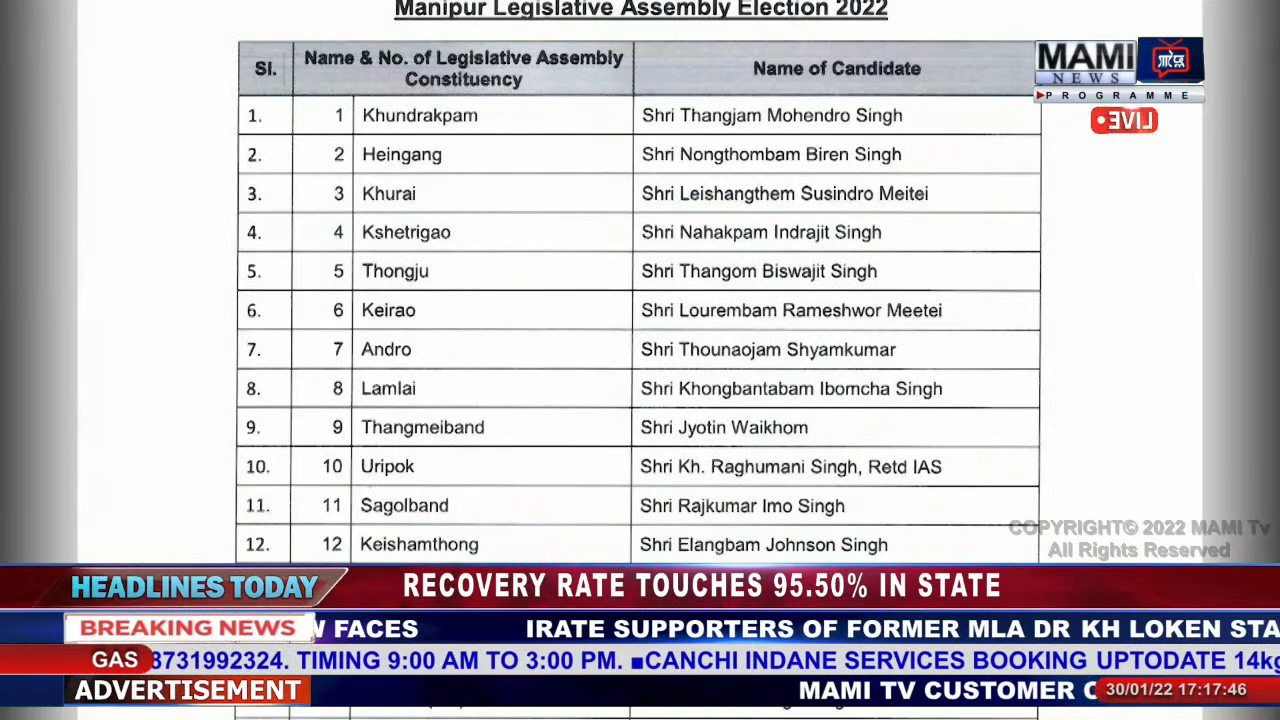 Manipur Legislative Assembly Election 2022
Sl. Name & No. of Legislative Assembly Constituency Name of Candidate
1. 1 Khundrakpam Shri Thangjam Mohendro Singh
2. 2 Heingang Shri Nongthombam Biren Singh
3. 3 Khurai Shri Leishangthem Susindro Meitei
4. 4 Kshetrigao Shri Nahakpam Indrajit Singh
5. 5 Thongju Shri Thangom Biswajit Singh
6. 6 Keirao Shri Lourembam Rameshwor Meetei
7. 7 Andro Shri Thounaojam Shyamkumar
8. 8 Lamlai Shri Khongbantabam Ibomcha Singh
9. 9 Thangmeiband Shri Jyotin Waikhom
10. 10 Uripok Shri Kh. Raghumani Singh, Retd IAS
11. 11 Sagolband Shri Rajkumar Imo Singh
12. 12 Keishamthong Shri Elangbam Johnson Singh
MAMI
NEWS
PROGRAMME
LIVE
COPYRIGHT© 2022 MAMI Tv
All Rights Reserved
HEADLINES TODAY RECOVERY RATE TOUCHES 95.50% IN STATE
BREAKING NEWS W FACES IRATE SUPPORTERS OF FORMER MLA DR KH LOKEN STA
GAS 8731992324. TIMING 9:00 AM TO 3:00 PM. ■CANCHI INDANE SERVICES BOOKING UPTODATE 14kg
ADVERTISEMENT MAMI TV CUSTOMER C 30/01/22 17:17:46